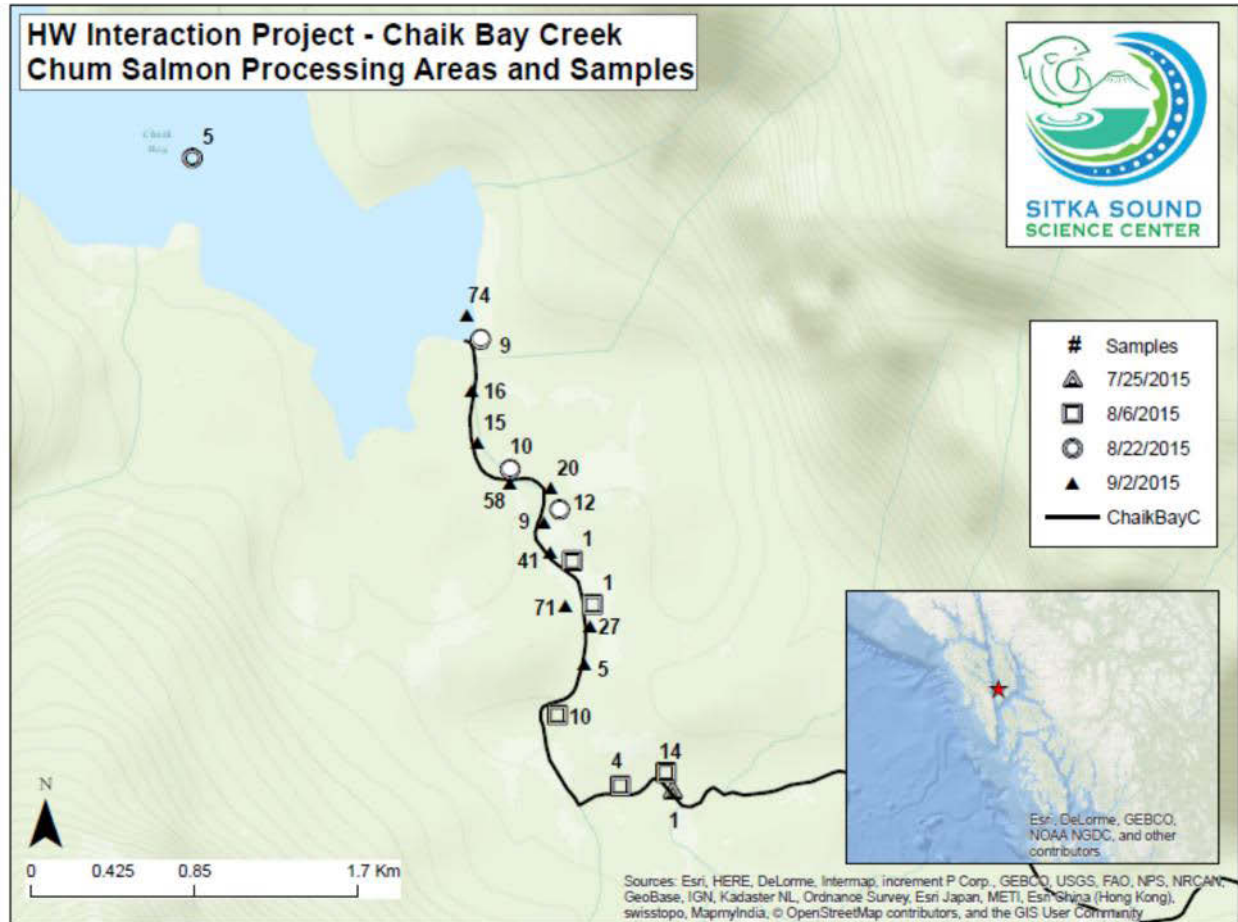 HW Interaction Project - Chaik Bay Creek
Chum Salmon Processing Areas and Samples
Chaik
Bay
5
SITKA SOUND
SCIENCE CENTER
74
9
16
15
10
58
20
12
9
41
1
1
71
27
5
10
4
14
1
# Samples
7/25/2015
8/6/2015
8/22/2015
9/2/2015
ChaikBayC
N
0 0.425 0.85 1.7 Km
Esri, DeLorme, GEBCO,
NOAA NGDC, and other
contributors
Sources: Esri, HERE, DeLorme, Intermap, increment P Corp., GEBCO, USGS, FAO, NPS, NRCAN,
GeoBase, IGN, Kadaster NL, Ordnance Survey, Esri Japan, METI, Esri China (Hong Kong),
swisstopo, MapmyIndia, © OpenStreetMap contributors, and the GIS User Community